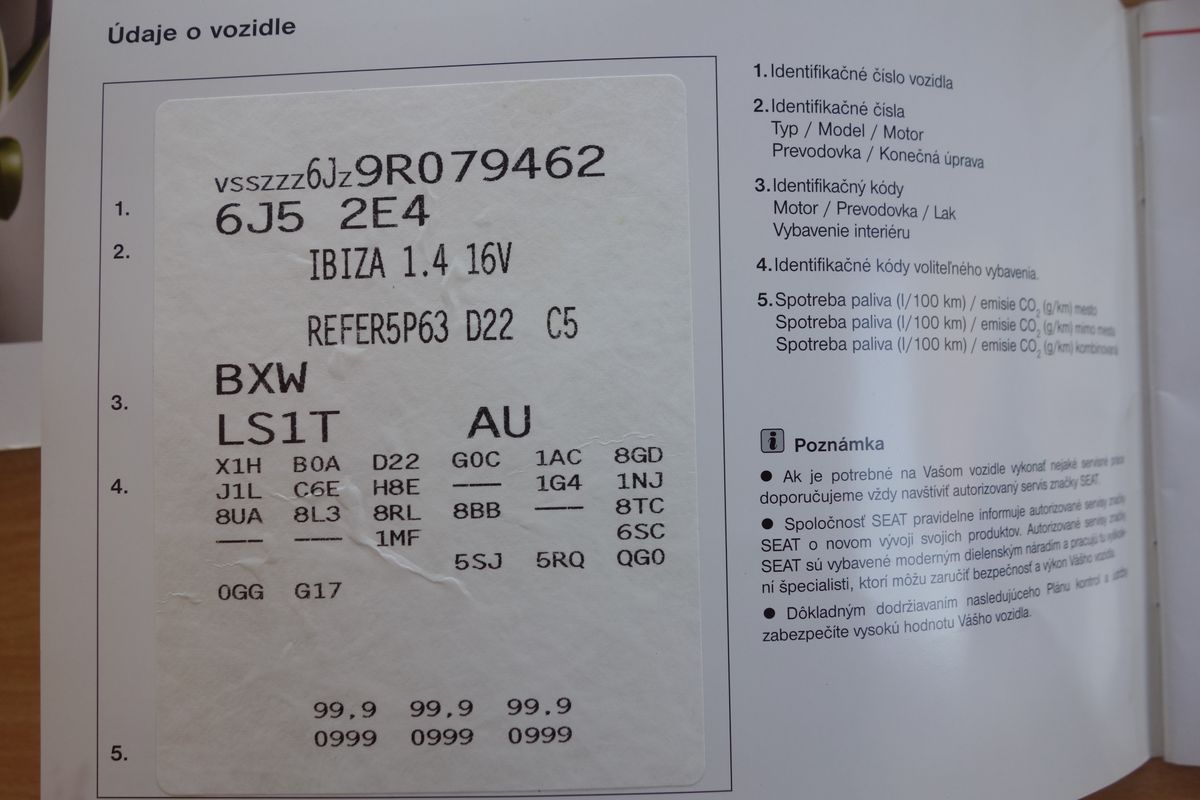 Údaje o vozidle
vsszzz6Jz9R079462
1.
6J5 2E4
2.
IBIZA 1.4 16V
REFER5P63 D22 C5
BXW
3.
LS1T AU
X1H B0A D22 G0C 1AC 8GD
4.
J1L C6E H8E --- 1G4 1NJ
8UA 8L3 8RL 8BB --- 8TC
--- --- 1MF 6SC
5SJ 5RQ QG0
0GG G17
99.9 99.9 99.9
0999 0999 0999
5.
1. Identifikačné číslo vozidla
2. Identifikačné čísla
Typ / Model / Motor
Prevodovka / Konečná úprava
3. Identifikačný kódy
Motor / Prevodovka / Lak
Vybavenie interiéru
4. Identifikačné kódy voliteľného vybavenia.
5. Spotreba paliva (l/100 km) / emisie CO2 (g/km) mesto
Spotreba paliva (l/100 km) / emisie CO2 (g/km) mimo mesta
Spotreba paliva (l/100 km) / emisie CO2 (g/km) kombinovaná
i Poznámka
● Ak je potrebné na Vašom vozidle vykonať nejaké servisné práce
doporučujeme vždy navštíviť autorizovaný servis značky SEAT.
● Spoločnosť SEAT pravidelne informuje autorizované servisy značky
SEAT o novom vývoji svojich produktov. Autorizované servisy značky
SEAT sú vybavené moderným dielenským náradím a pracujú tu
ní špecialisti, ktorí môžu zaručiť bezpečnosť a výkon Vášho vozidla.
● Dôkladným dodržiavaním nasledujúceho Plánu kontrol a údržby
zabezpečíte vysokú hodnotu Vášho vozidla.